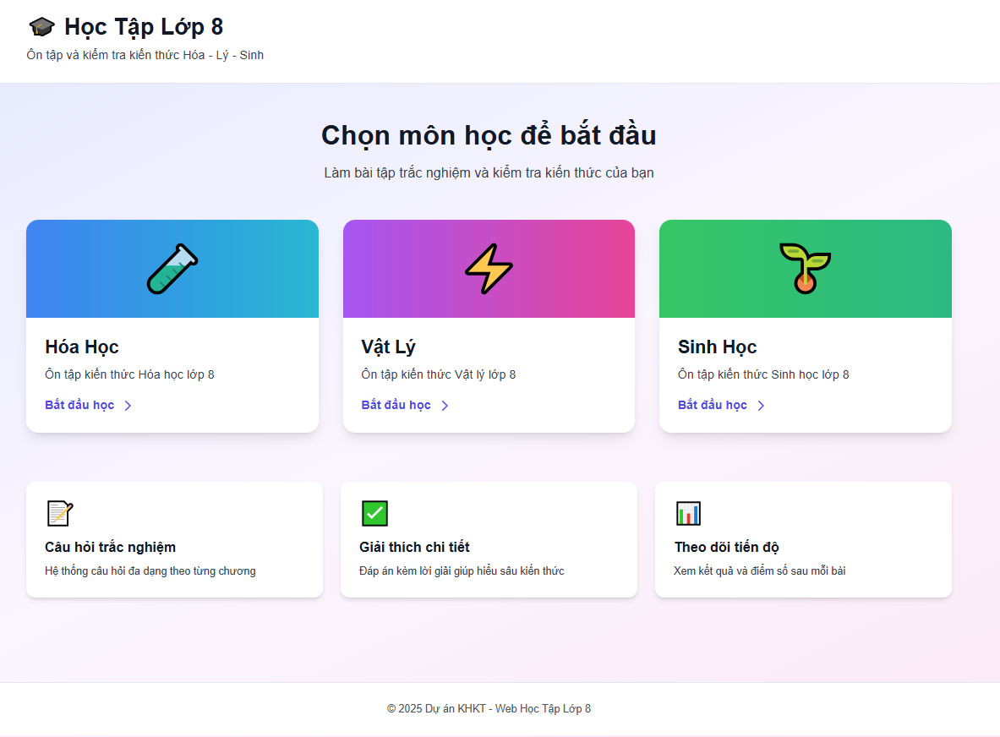 Học Tập Lớp 8
Ôn tập và kiểm tra kiến thức Hóa - Lý - Sinh
Chọn môn học để bắt đầu
Làm bài tập trắc nghiệm và kiểm tra kiến thức của bạn
Hóa Học
Ôn tập kiến thức Hóa học lớp 8
Bắt đầu học
Vật Lý
Ôn tập kiến thức Vật lý lớp 8
Bắt đầu học
Sinh Học
Ôn tập kiến thức Sinh học lớp 8
Bắt đầu học
Câu hỏi trắc nghiệm
Hệ thống câu hỏi đa dạng theo từng chương
Giải thích chi tiết
Đáp án kèm lời giải giúp hiểu sâu kiến thức
Theo dõi tiến độ
Xem kết quả và điểm số sau mỗi bài
© 2025 Dự án KHKT - Web Học Tập Lớp 8